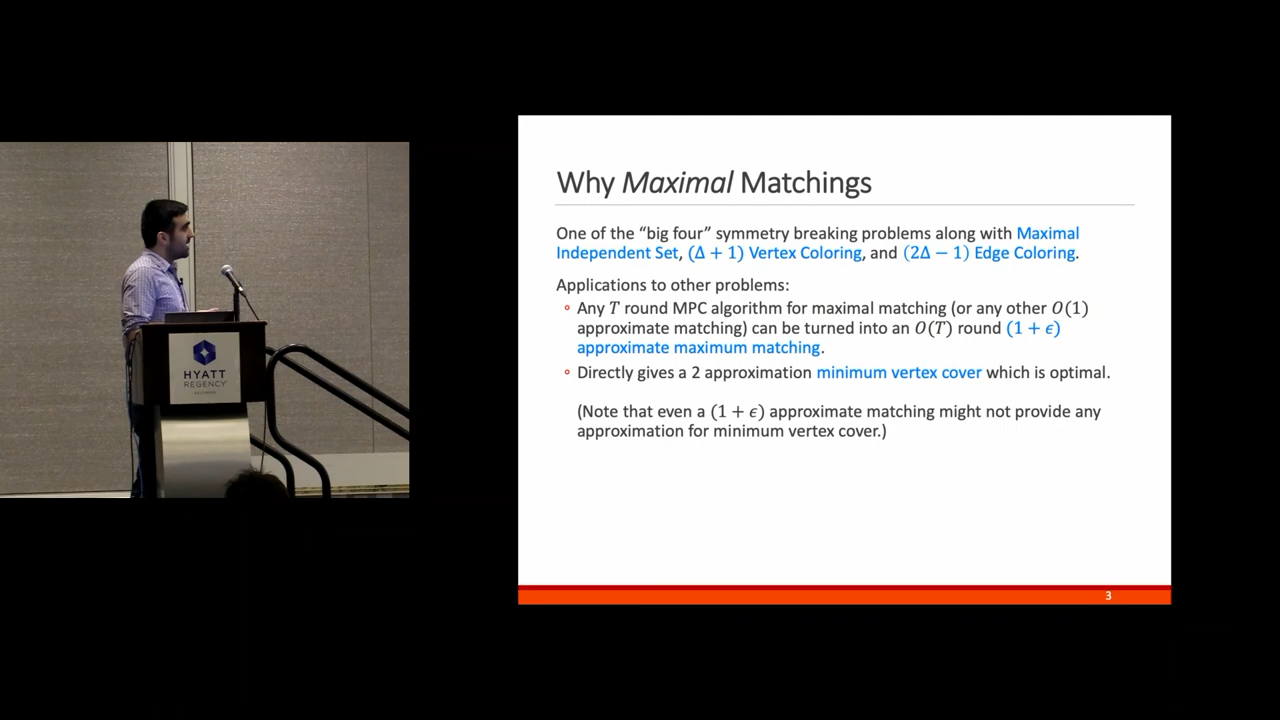 HYATT
REGENCY
Why Maximal Matchings
One of the “big four” symmetry breaking problems along with Maximal
Independent Set, (Δ + 1) Vertex Coloring, and (2Δ − 1) Edge Coloring.
Applications to other problems:
◦ Any T round MPC algorithm for maximal matching (or any other O(1)
approximate matching) can be turned into an O(T) round (1 + ϵ)
approximate maximum matching.
◦ Directly gives a 2 approximation minimum vertex cover which is optimal.
(Note that even a (1 + ϵ) approximate matching might not provide any
approximation for minimum vertex cover.)
3